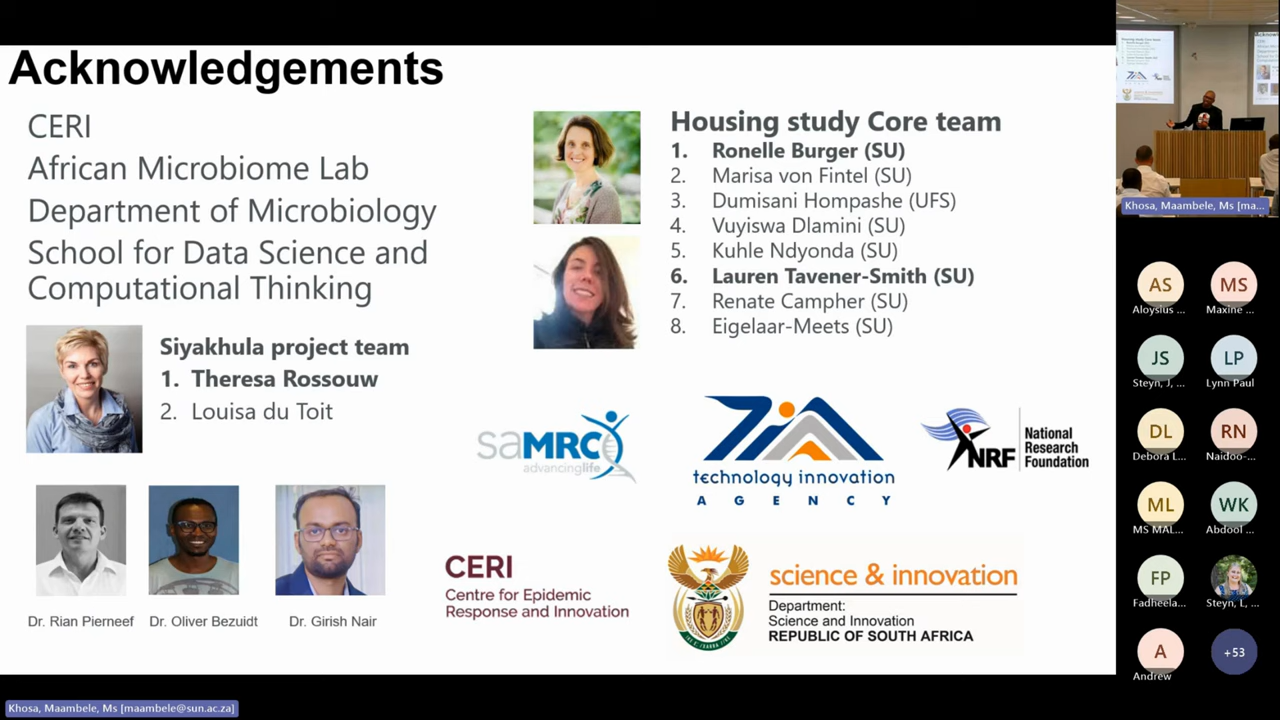 Acknowledgements
CERI
African Microbiome Lab
Department of Microbiology
School for Data Science and
Computational Thinking
Siyakhula project team
1. Theresa Rossouw
2. Louisa du Toit
Dr. Rian Pierneef
Dr. Oliver Bezuidt
Dr. Girish Nair
Housing study Core team
1. Ronelle Burger (SU)
2. Marisa von Fintel (SU)
3. Dumisani Hompashe (UFS)
4. Vuyiswa Dlamini (SU)
5. Kuhle Ndyonda (SU)
6. Lauren Tavener-Smith (SU)
7. Renate Campher (SU)
8. Eigelaar-Meets (SU)
saMRC
advancinglife
TIA
technology innovation
AGENCY
NRF
National
Research
Foundation
CERI
Centre for Epidemic
Response and Innovation
science & innovation
Department:
Science and Innovation
REPUBLIC OF SOUTH AFRICA
Khosa, Maambele, Ms [ma...
AS
Aloysius ...
MS
Maxine ...
JS
Steyn, J, ...
LP
Lynn Paul
DL
Debora L...
RN
Naidoo-...
ML
MS MAL...
WK
Abdool ...
FP
Fadheela...
Steyn, L, ...
A
Andrew
+53
Khosa, Maambele, Ms [maambele@sun.ac.za]